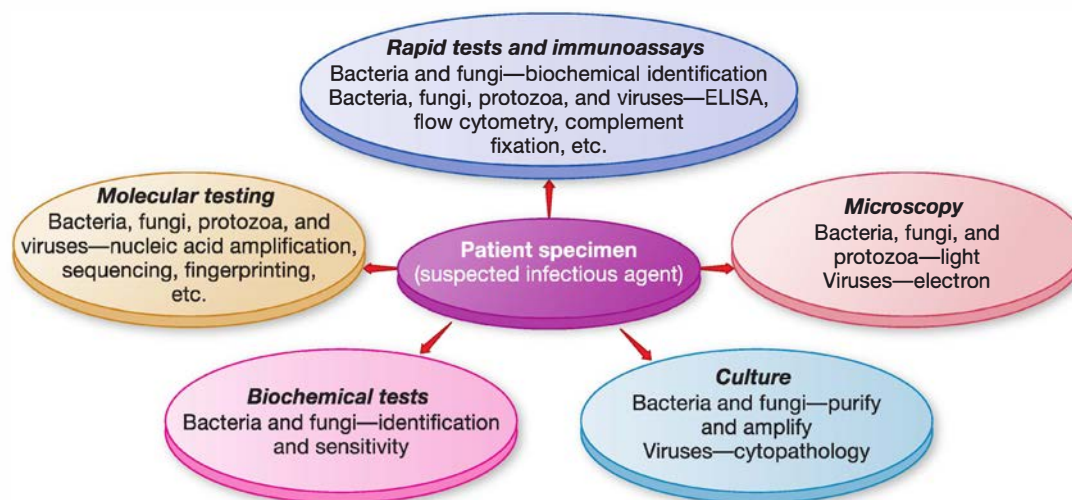 Rapid tests and immunoassays
Bacteria and fungi—biochemical identification
Bacteria, fungi, protozoa, and viruses—ELISA,
flow cytometry, complement
fixation, etc.
Molecular testing
Bacteria, fungi, protozoa, and
viruses—nucleic acid amplification,
sequencing, fingerprinting,
etc.
Patient specimen
(suspected infectious agent)
Microscopy
Bacteria, fungi, and
protozoa—light
Viruses—electron
Biochemical tests
Bacteria and fungi—identification
and sensitivity
Culture
Bacteria and fungi—purify
and amplify
Viruses—cytopathology